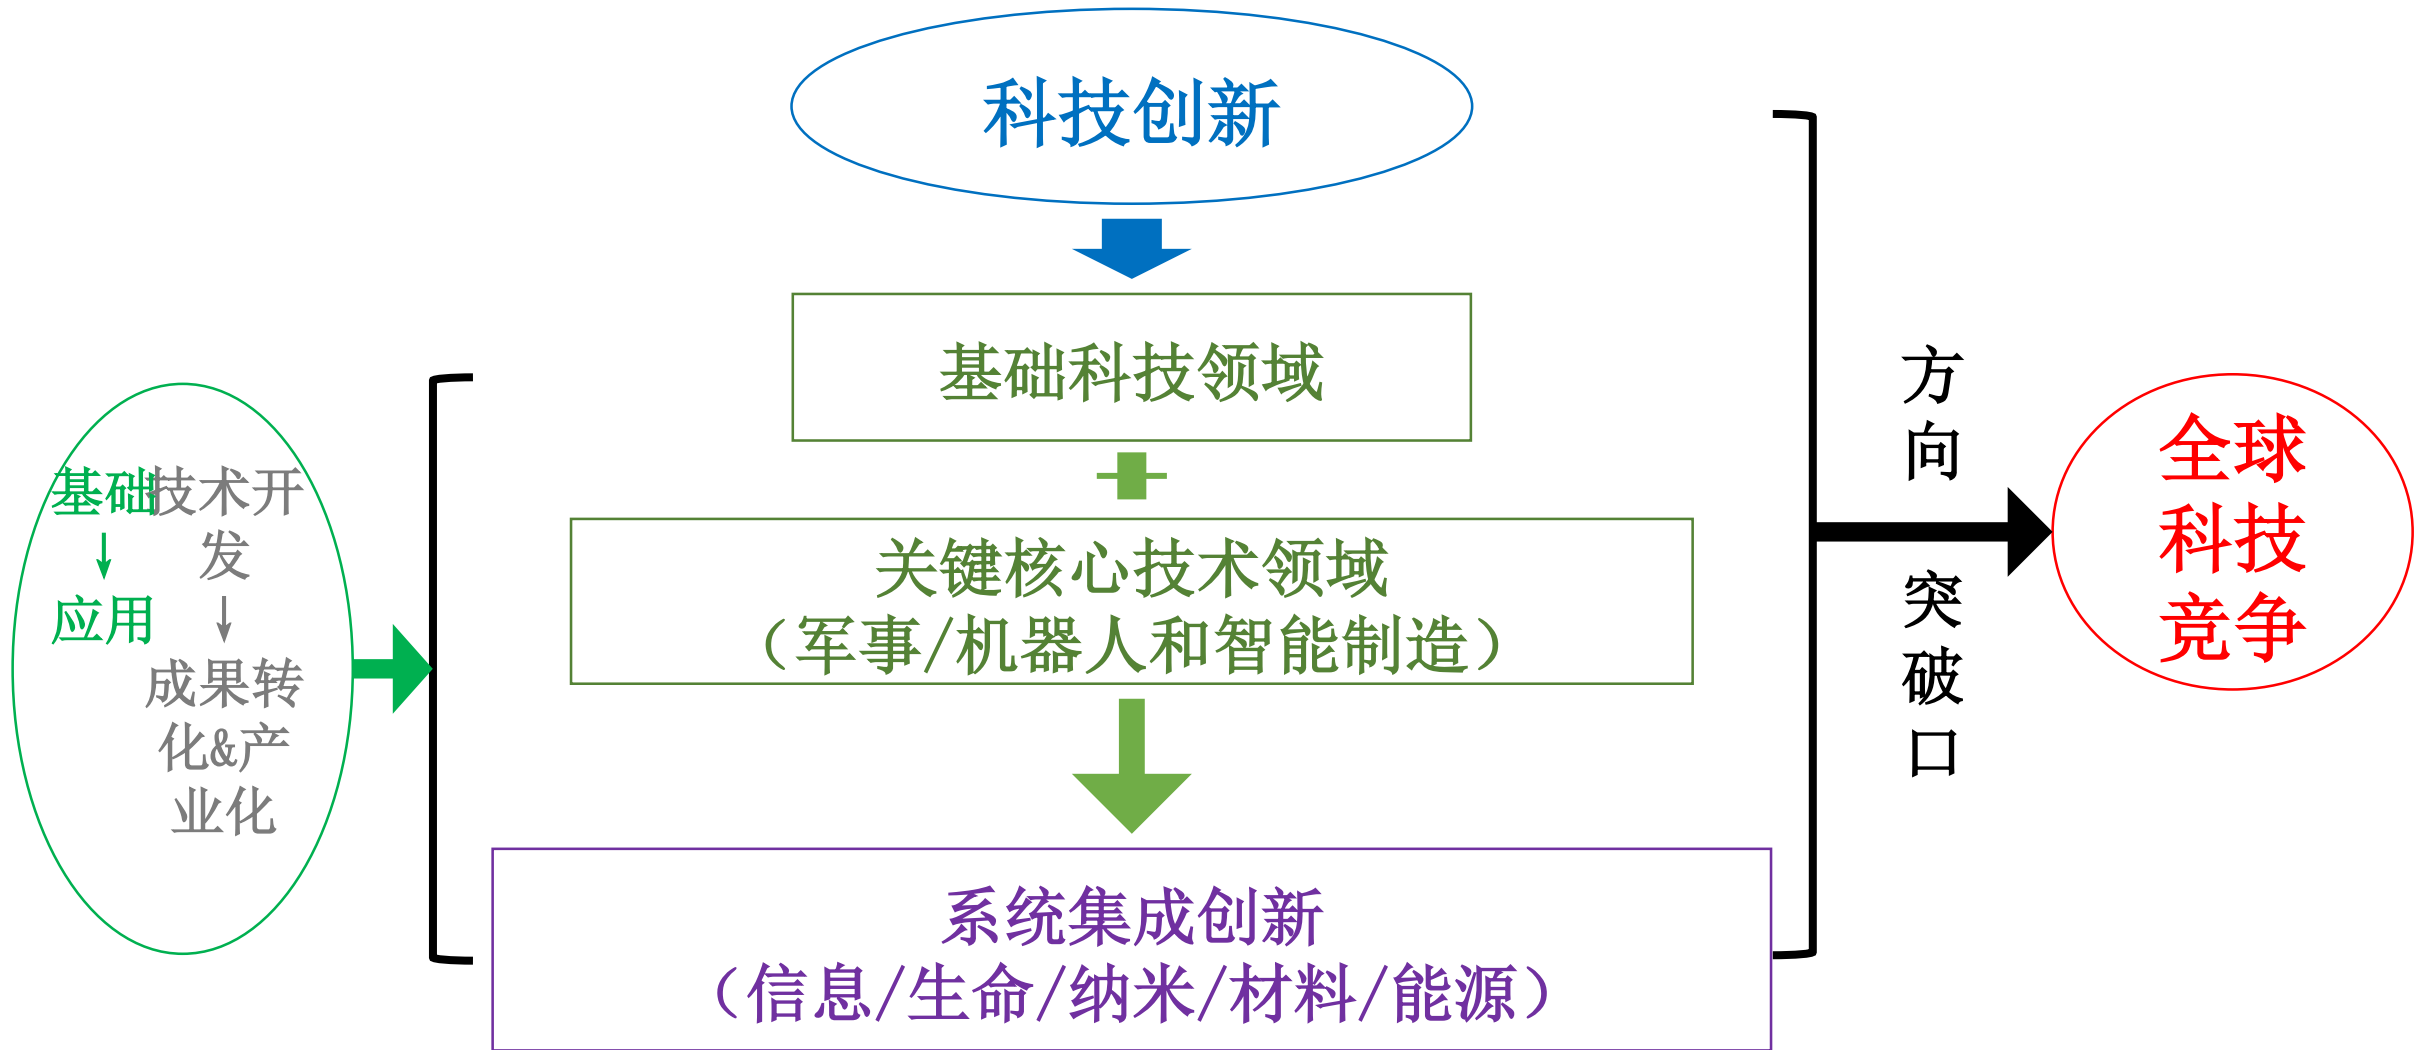 科技创新
基础科技领域
关键核心技术领域
（军事/机器人和智能制造）
系统集成创新
（信息/生命/纳米/材料/能源）
基础
↓
应用
技术开
发
↓
成果转
化&产
业化
方
向
突
破
口
全球
科技
竞争